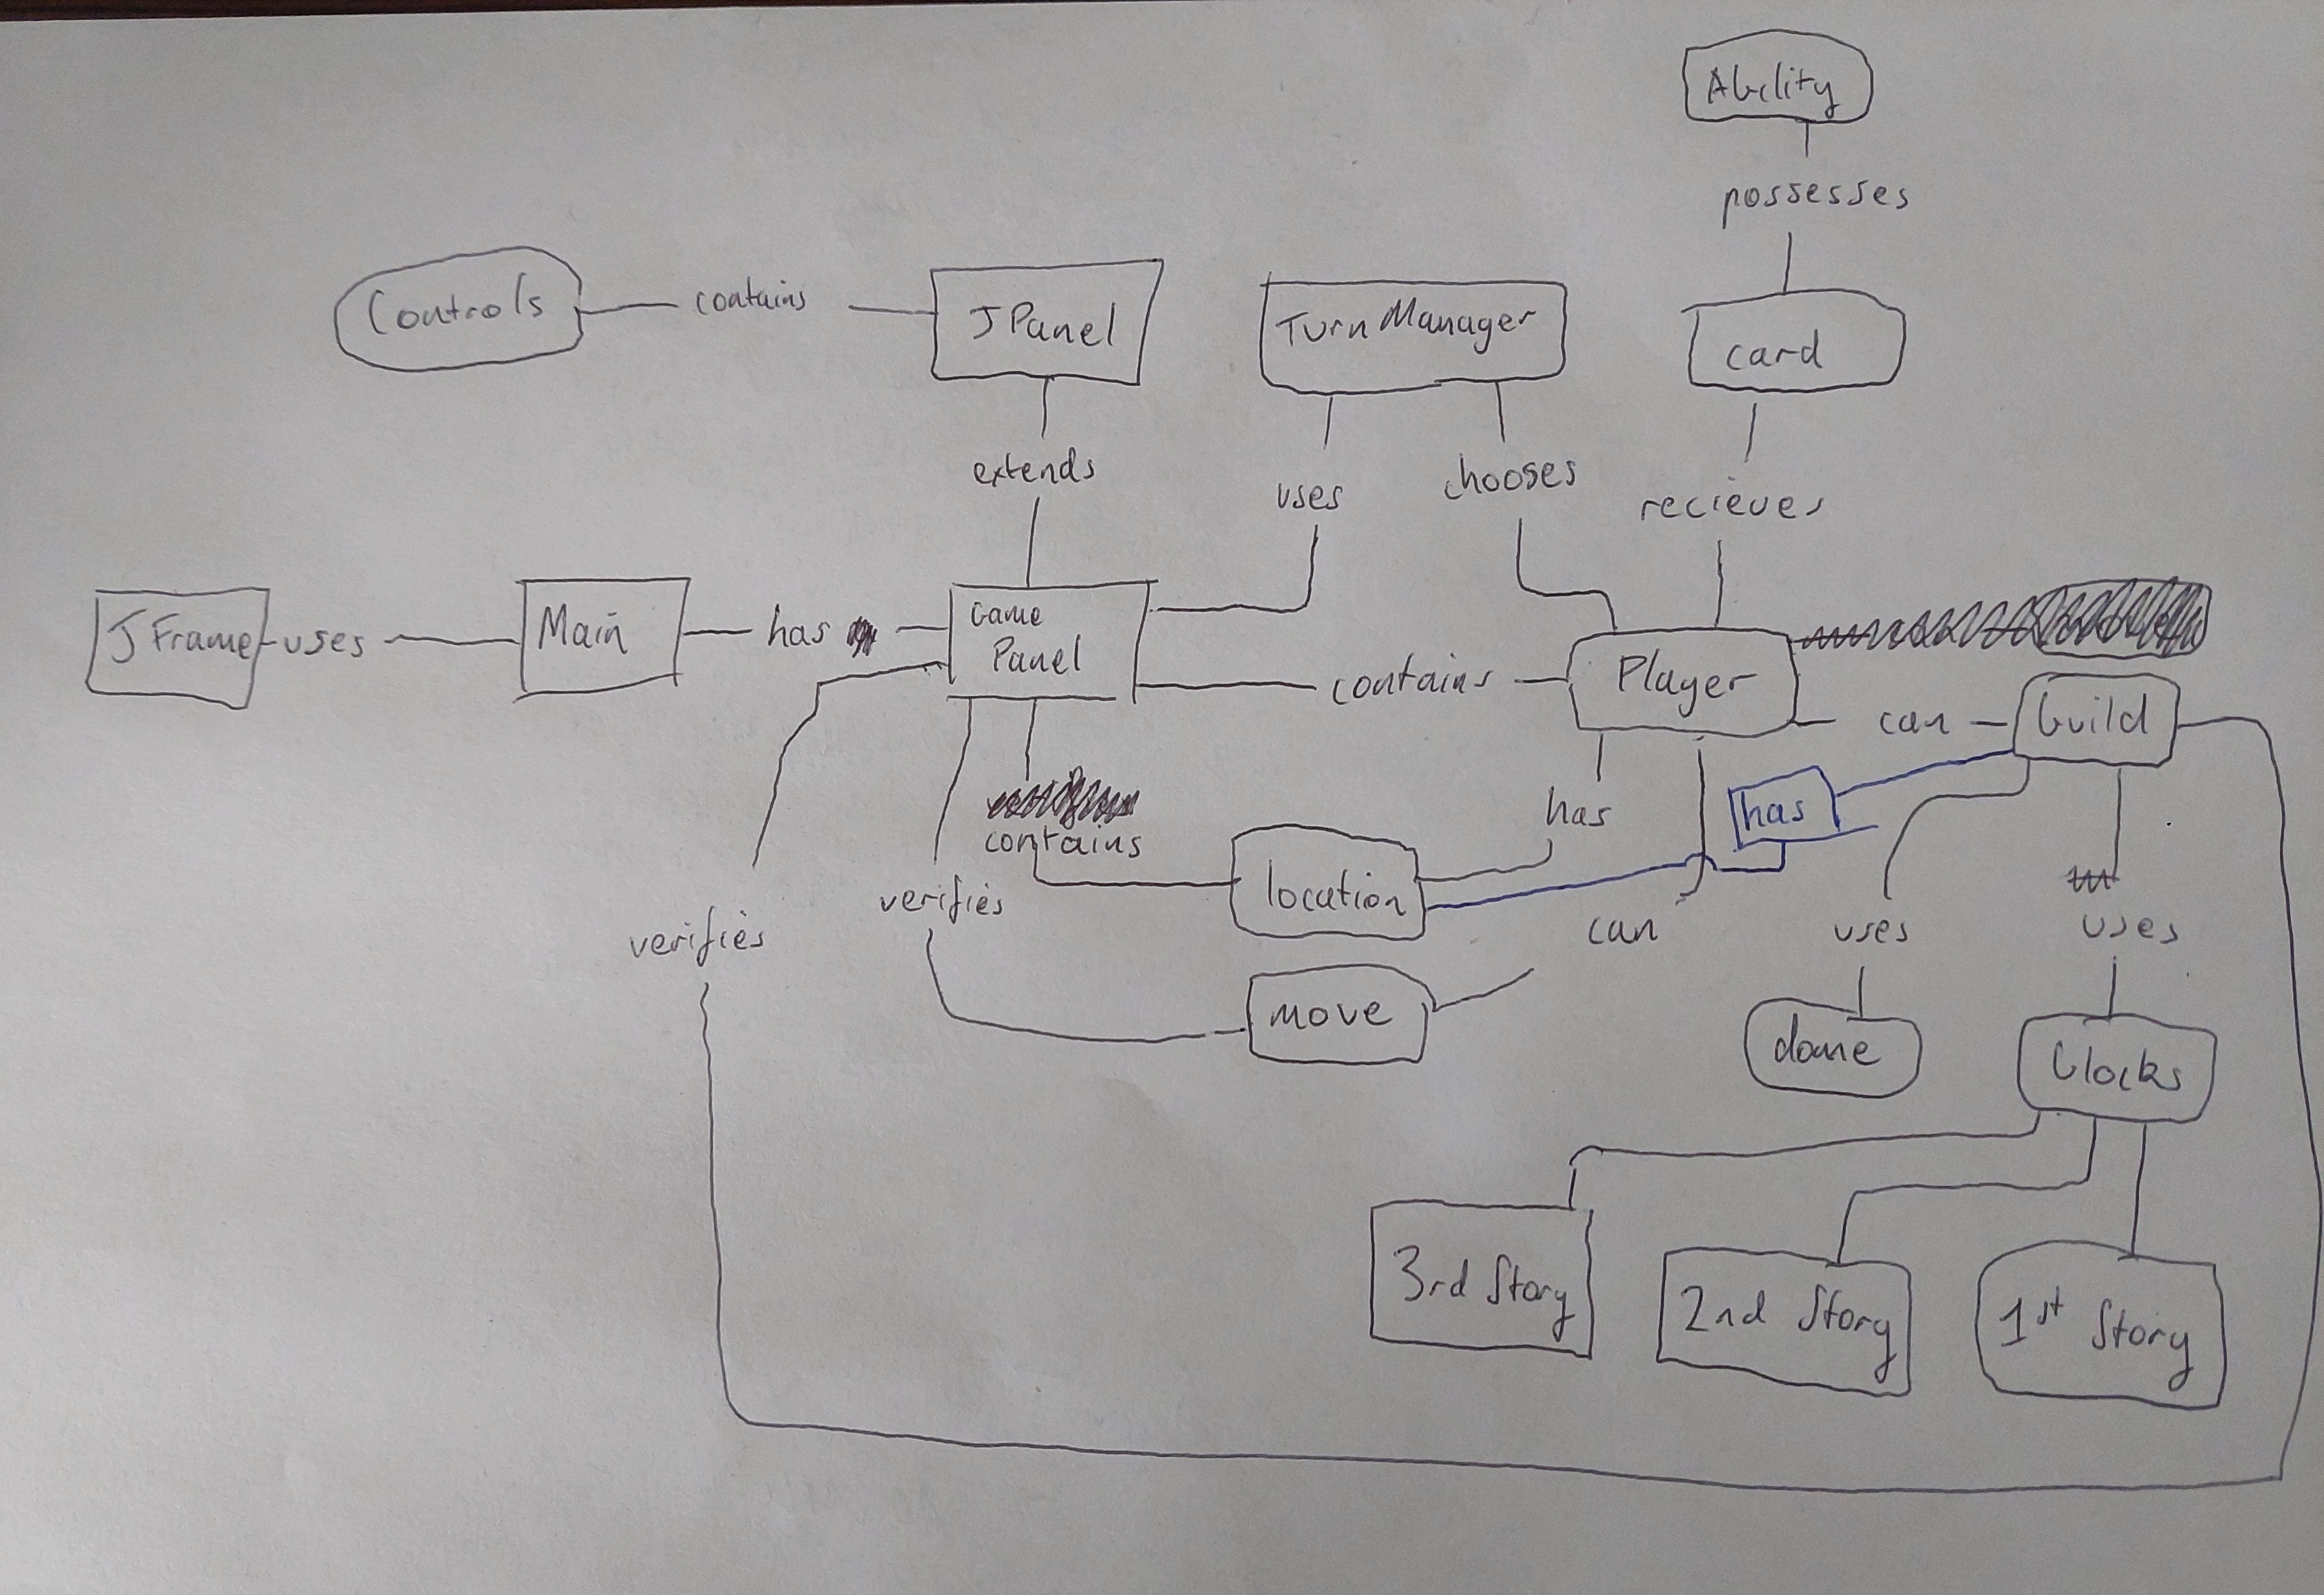 Ability
possesses
Controls
contains
JPanel
TurnManager
card
extends
uses
chooses
recieves
JFrame
uses
Main
has
Game
Panel
contains
Player
can
build
has
contains
has
location
verifies
verifies
can
uses
uses
move
dome
blocks
3rd Story
2nd Story
1st Story